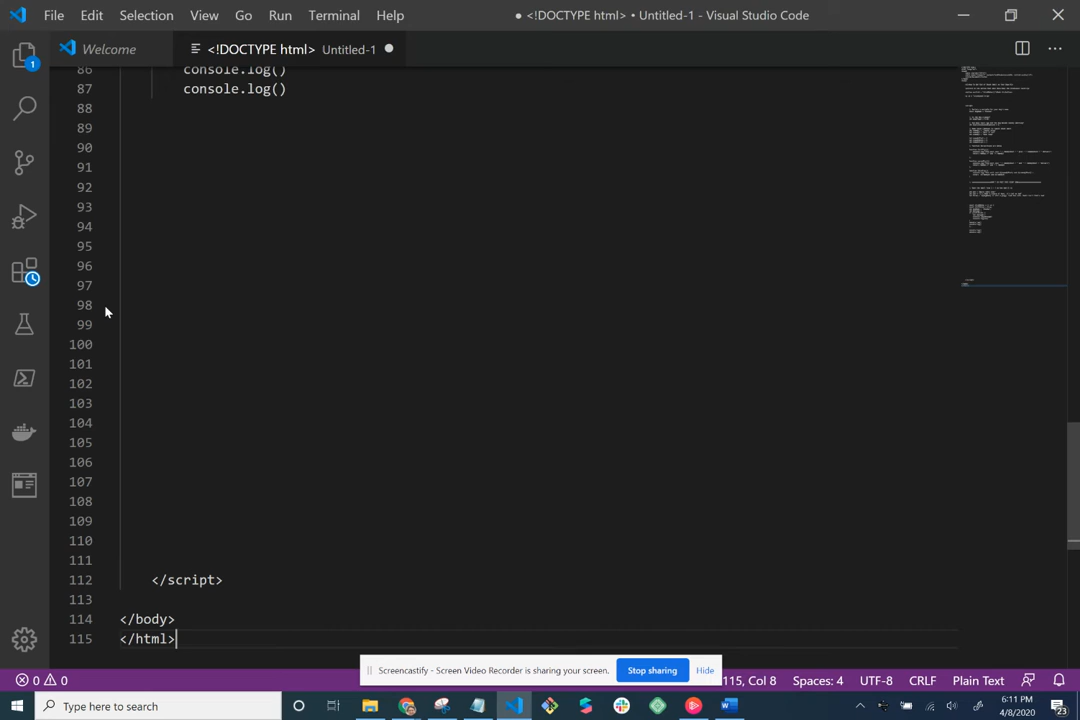 File Edit Selection View Go Run Terminal Help ● <!DOCTYPE html> • Untitled-1 - Visual Studio Code
Welcome <!DOCTYPE html> Untitled-1
1
86 console.log()
87 console.log()
88
89
90
91
92
93
94
95
96
97
98
99
100
101
102
103
104
105
106
107
108
109
110
111
112 </script>
113
114 </body>
115 </html>
Screencastify - Screen Video Recorder is sharing your screen. Stop sharing Hide
0 0 115, Col 8 Spaces: 4 UTF-8 CRLF Plain Text
Type here to search 6:11 PM
4/8/2020 23